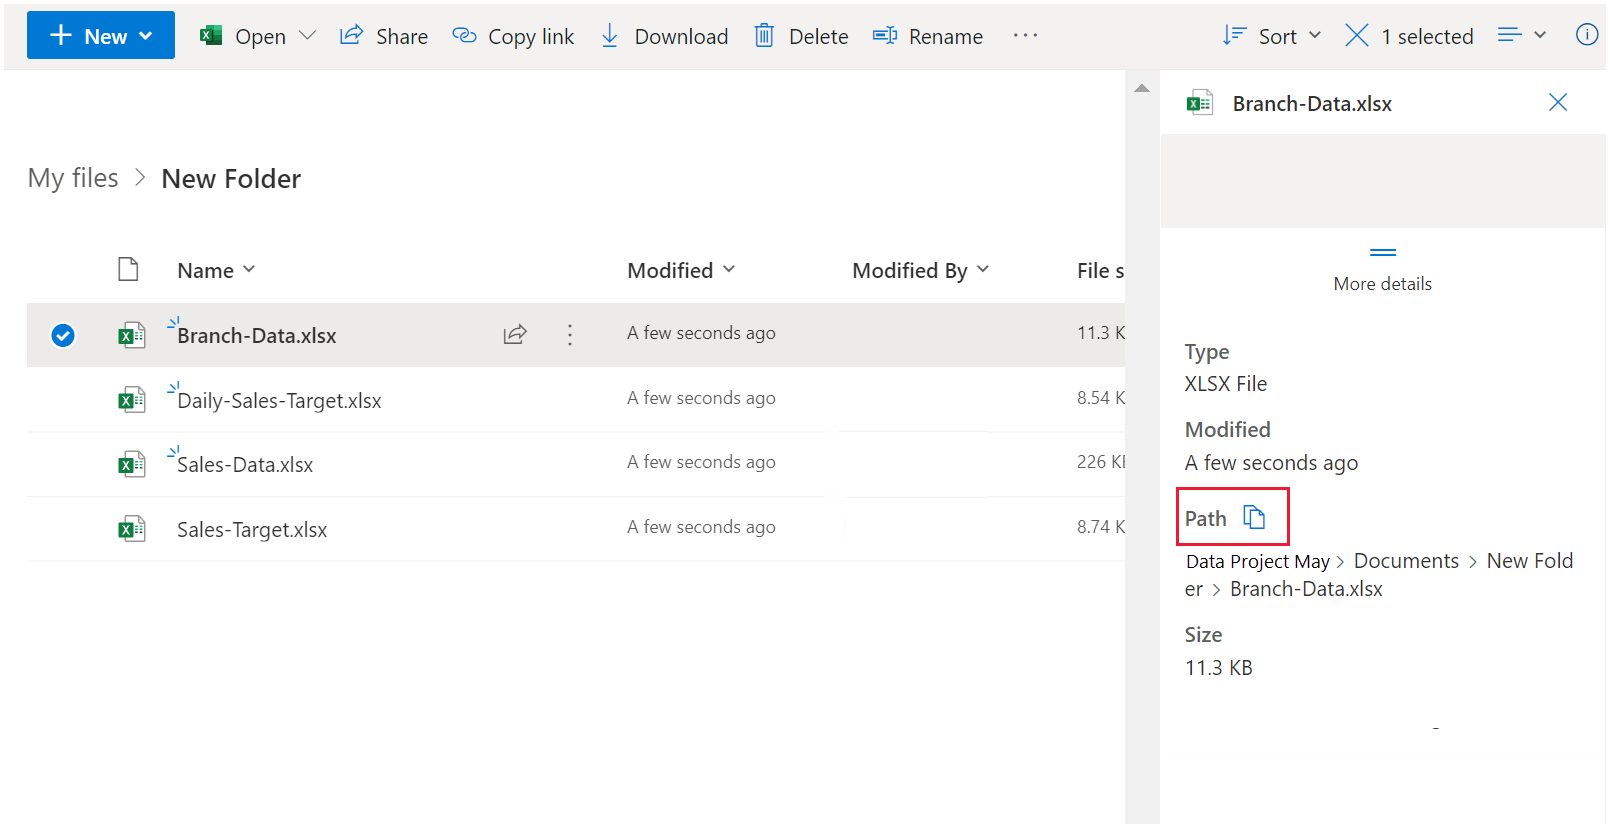 New Open Share Copy link Download Delete Rename ... Sort 1 selected
Branch-Data.xlsx
My files > New Folder
Name Modified Modified By File s
Branch-Data.xlsx A few seconds ago 11.3 K
Daily-Sales-Target.xlsx A few seconds ago 8.54 K
Sales-Data.xlsx A few seconds ago 226 KB
Sales-Target.xlsx A few seconds ago 8.74 K
More details
Type
XLSX File
Modified
A few seconds ago
Path
Data Project May > Documents > New Fold
er > Branch-Data.xlsx
Size
11.3 KB